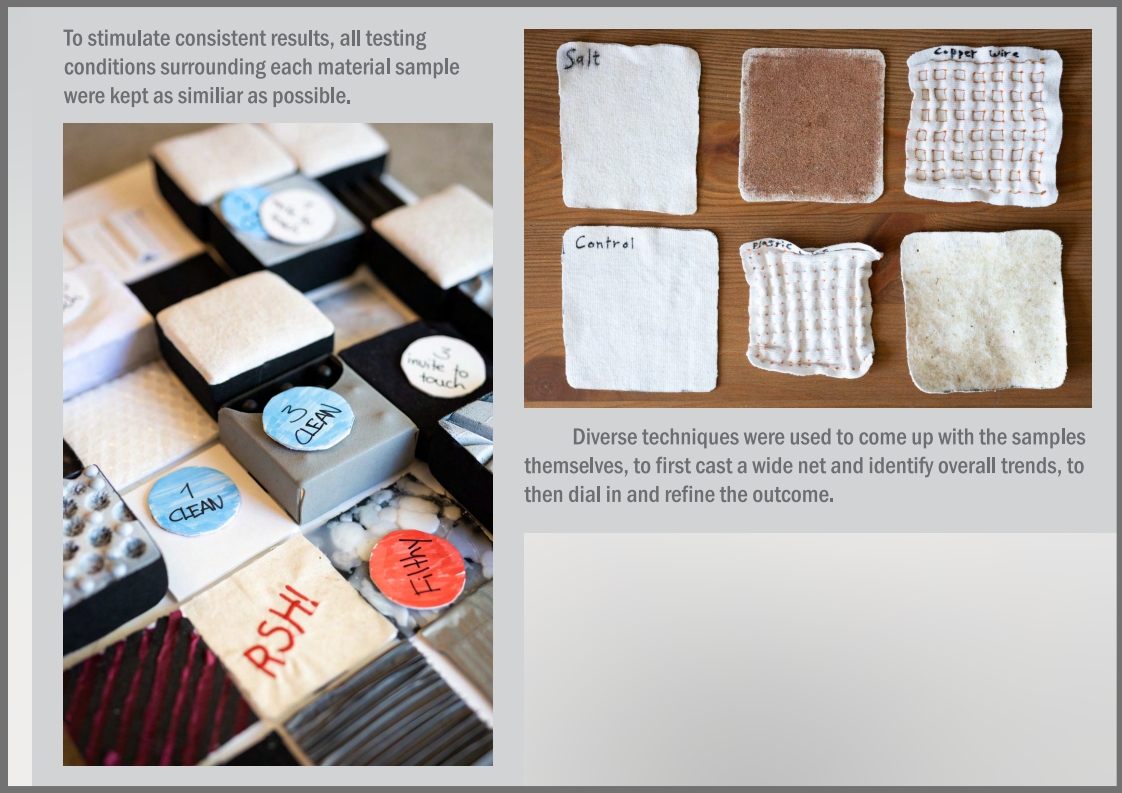 To stimulate consistent results, all testing
conditions surrounding each material sample
were kept as similiar as possible.
3
invite to
touch
3
CLEAN
1
CLEAN
Filthy
RSH!
Salt
Copper Wire
Control
Plastic
Diverse techniques were used to come up with the samples
themselves, to first cast a wide net and identify overall trends, to
then dial in and refine the outcome.